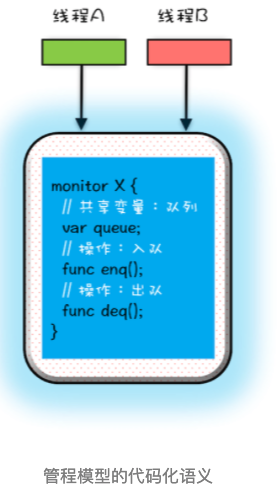 线程A 线程B
monitor X {
// 共享变量：队列
var queue;
// 操作：入队
func enq();
// 操作：出队
func deq();
}
管程模型的代码化语义